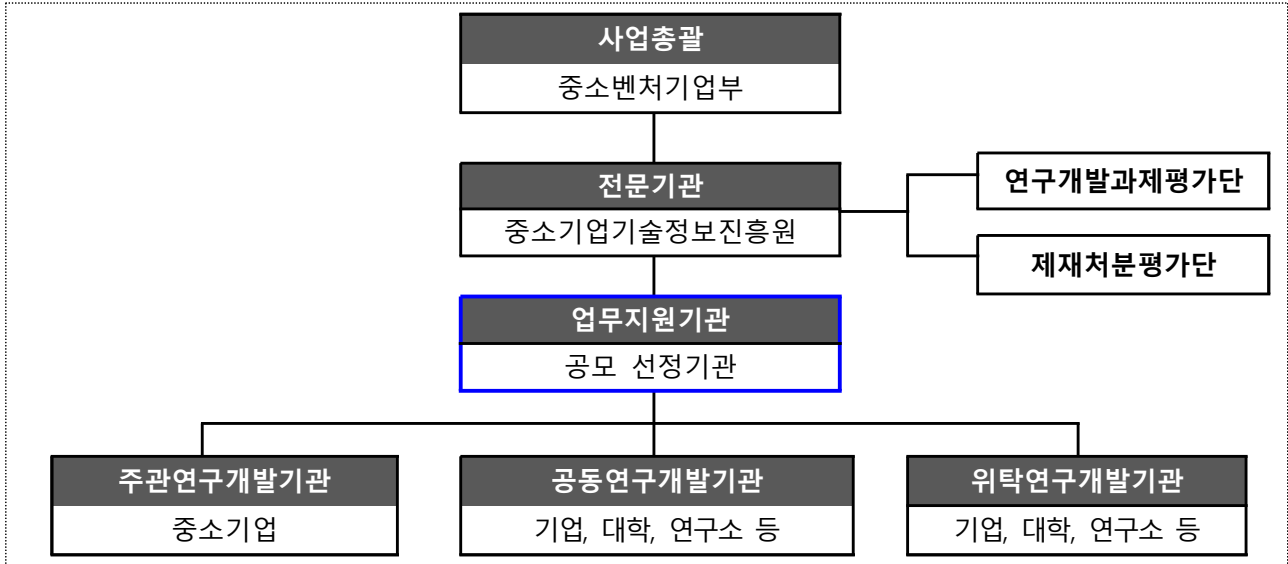 사업총괄
중소벤처기업부
전문기관
중소기업기술정보진흥원
연구개발과제평가단
제재처분평가단
업무지원기관
공모 선정기관
주관연구개발기관
중소기업
공동연구개발기관
기업, 대학, 연구소 등
위탁연구개발기관
기업, 대학, 연구소 등